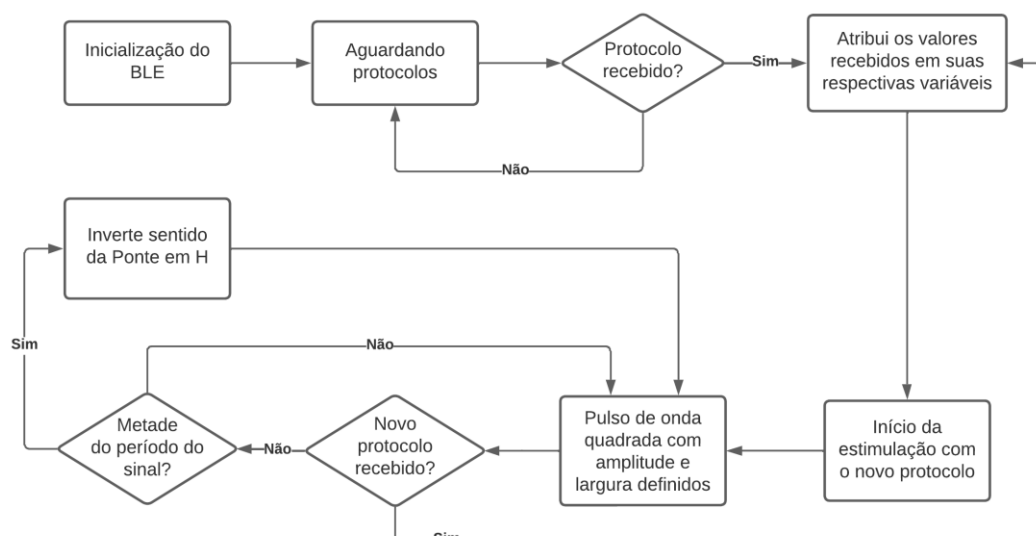 Inicialização do
BLE
Aguardando
protocolos
Protocolo
recebido?
Sim
Atribui os valores
recebidos em suas
respectivas variáveis
Não
Inverte sentido
da Ponte em H
Sim
Não
Metade
do período do
sinal?
Não
Novo
protocolo
recebido?
Pulso de onda
quadrada com
amplitude e
largura definidos
Início da
estimulação com
o novo protocolo
Sim